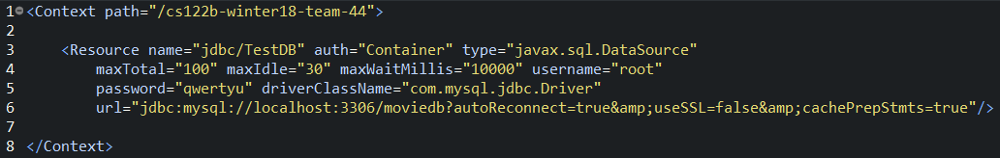 1 <Context path="/cs122b-winter18-team-44">
2
3 <Resource name="jdbc/TestDB" auth="Container" type="javax.sql.DataSource"
4 maxTotal="100" maxIdle="30" maxWaitMillis="10000" username="root"
5 password="qwertyu" driverClassName="com.mysql.jdbc.Driver"
6 url="jdbc:mysql://localhost:3306/moviedb?autoReconnect=true&amp;useSSL=false&amp;cachePrepStmts=true"/>
7
8 </Context>